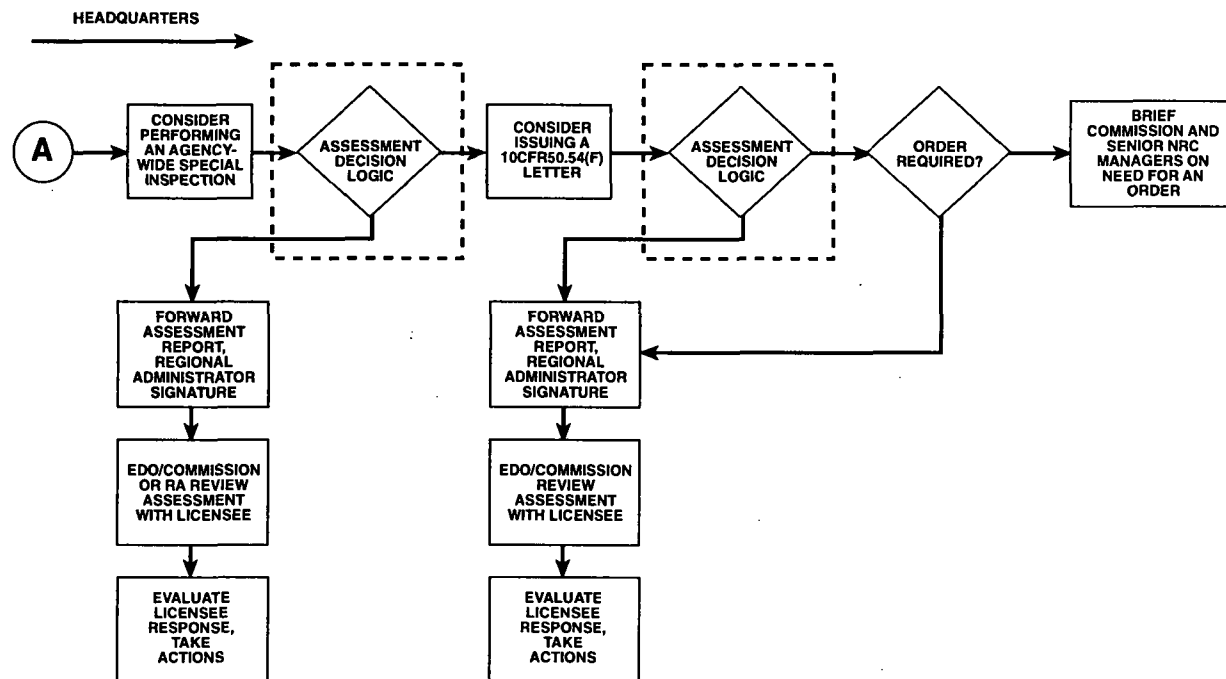 HEADQUARTERS
A
CONSIDER
PERFORMING
AN AGENCY-
WIDE SPECIAL
INSPECTION
ASSESSMENT
DECISION
LOGIC
CONSIDER
ISSUING A
10CFR50.54(F)
LETTER
ASSESSMENT
DECISION
LOGIC
ORDER
REQUIRED?
BRIEF
COMMISSION AND
SENIOR NRC
MANAGERS ON
NEED FOR AN
ORDER
FORWARD
ASSESSMENT
REPORT,
REGIONAL
ADMINISTRATOR
SIGNATURE
FORWARD
ASSESSMENT
REPORT,
REGIONAL
ADMINISTRATOR
SIGNATURE
EDO/COMMISSION
OR RA REVIEW
ASSESSMENT
WITH LICENSEE
EDO/COMMISSION
REVIEW
ASSESSMENT
WITH LICENSEE
EVALUATE
LICENSEE
RESPONSE,
TAKE
ACTIONS
EVALUATE
LICENSEE
RESPONSE,
TAKE
ACTIONS